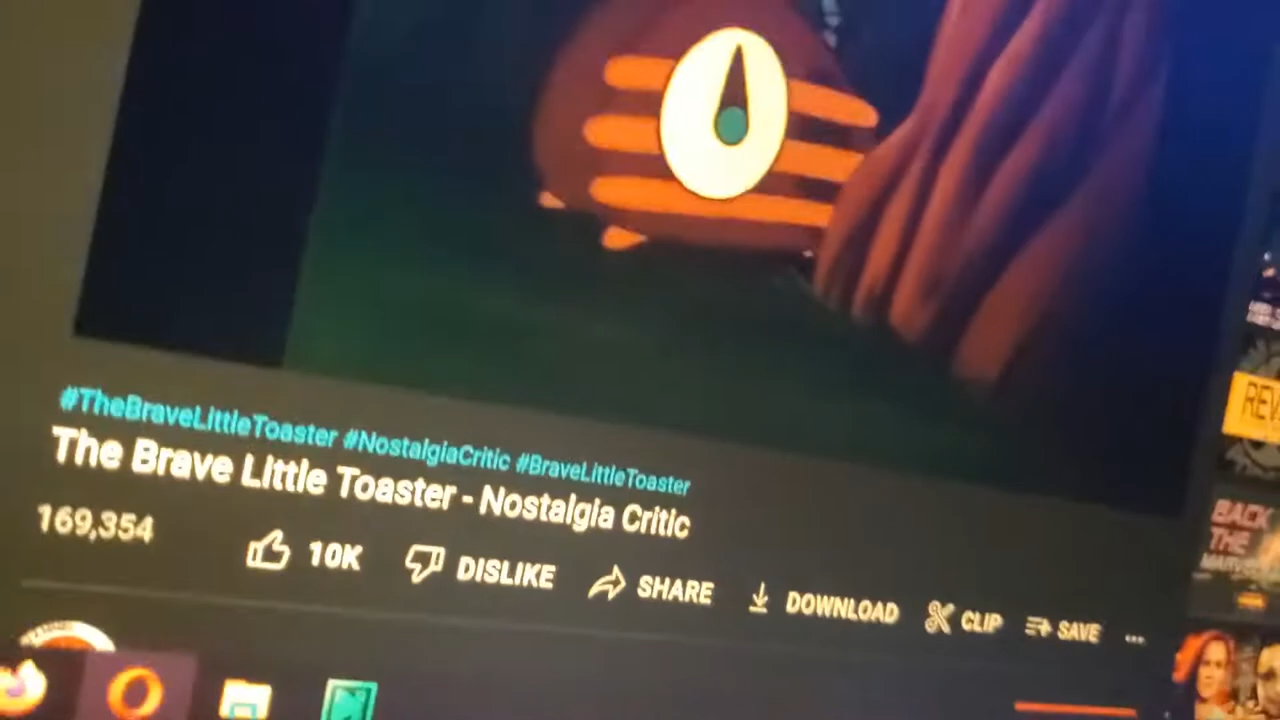 #TheBraveLittleToaster #NostalgiaCritic #BraveLittleToaster
The Brave Little Toaster - Nostalgia Critic
169,354
10K DISLIKE SHARE DOWNLOAD CLIP SAVE ...
REV
BACK
THE